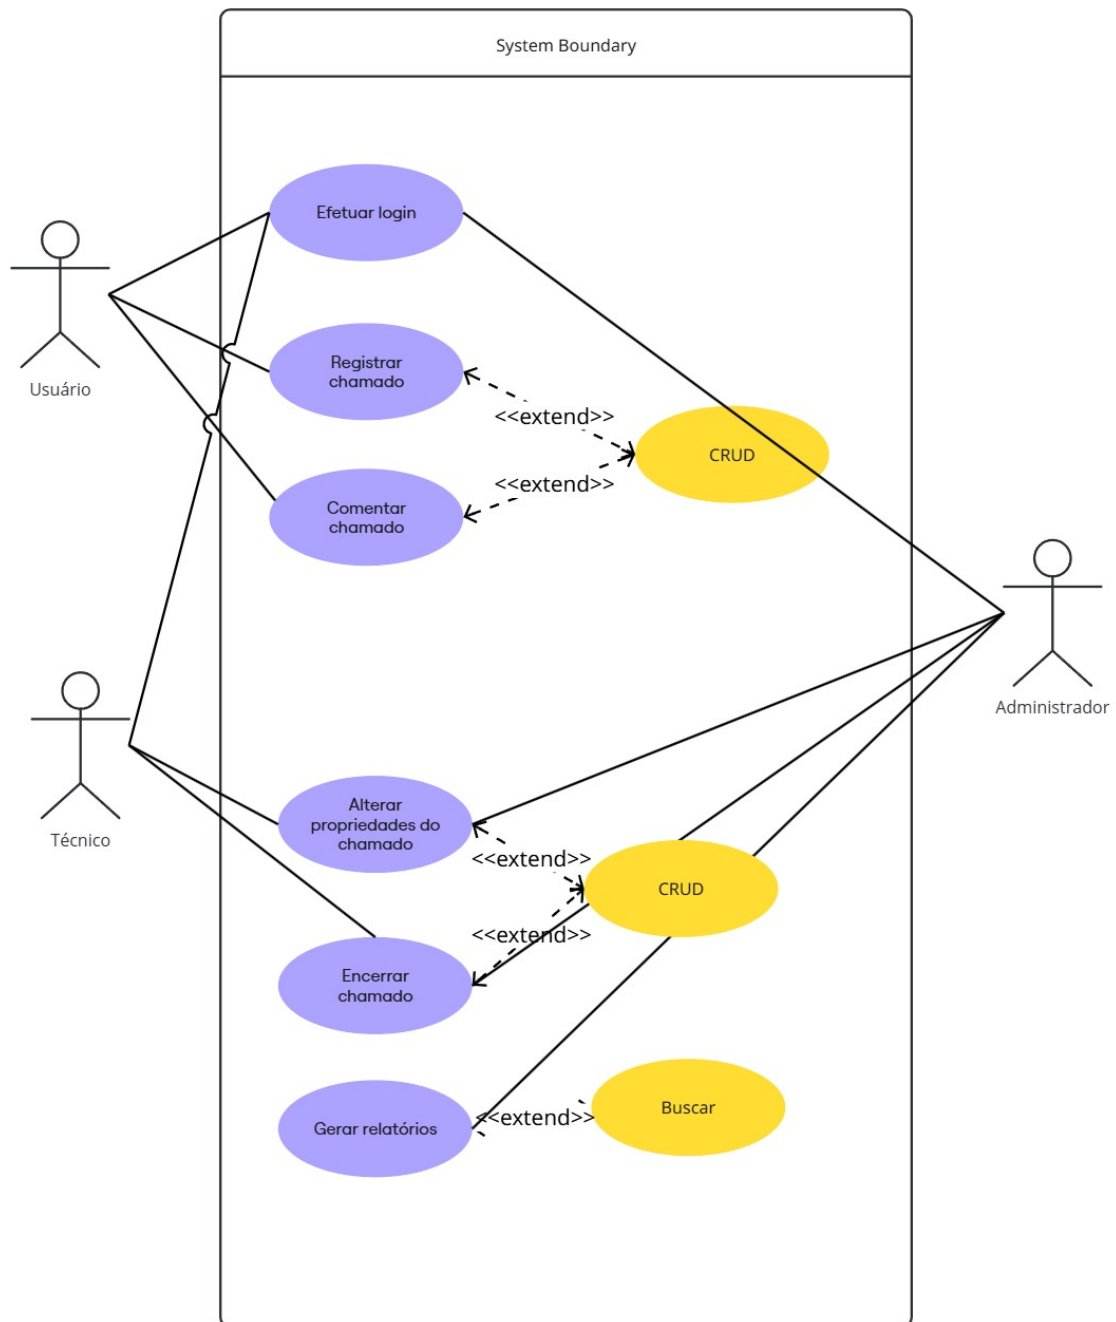 System Boundary
Efetuar login
Usuário
Registrar
chamado
<<extend>>
CRUD
<<extend>>
Comentar
chamado
Administrador
Técnico
Alterar
propriedades do
chamado
<<extend>>
CRUD
<<extend>>
Encerrar
chamado
Gerar relatórios
<<extend>>
Buscar